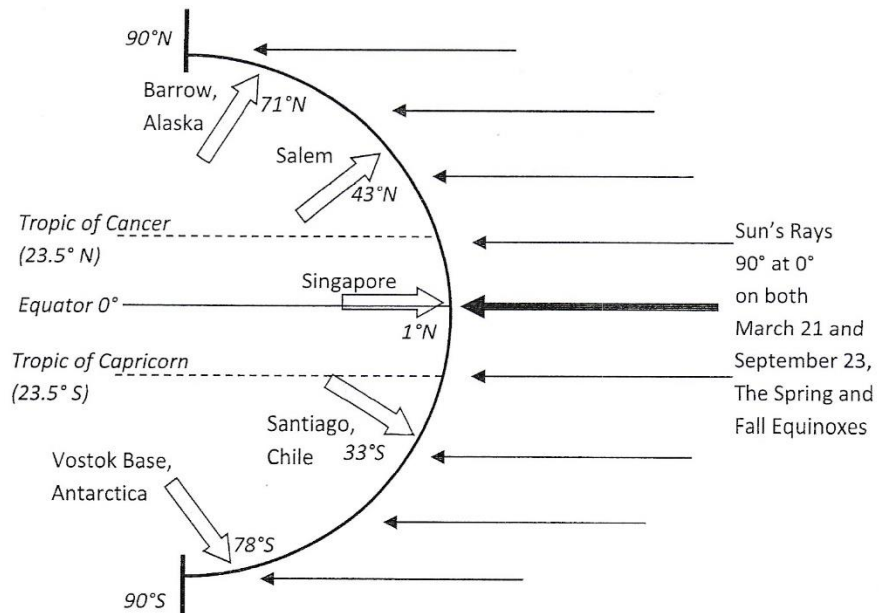 90°N
Barrow,
Alaska
71°N
Salem
43°N
Tropic of Cancer
(23.5° N)
Singapore
Equator 0°
1°N
Sun's Rays
90° at 0°
on both
March 21 and
September 23,
The Spring and
Fall Equinoxes
Tropic of Capricorn
(23.5° S)
Santiago,
Chile
33°S
Vostok Base,
Antarctica
78°S
90°S